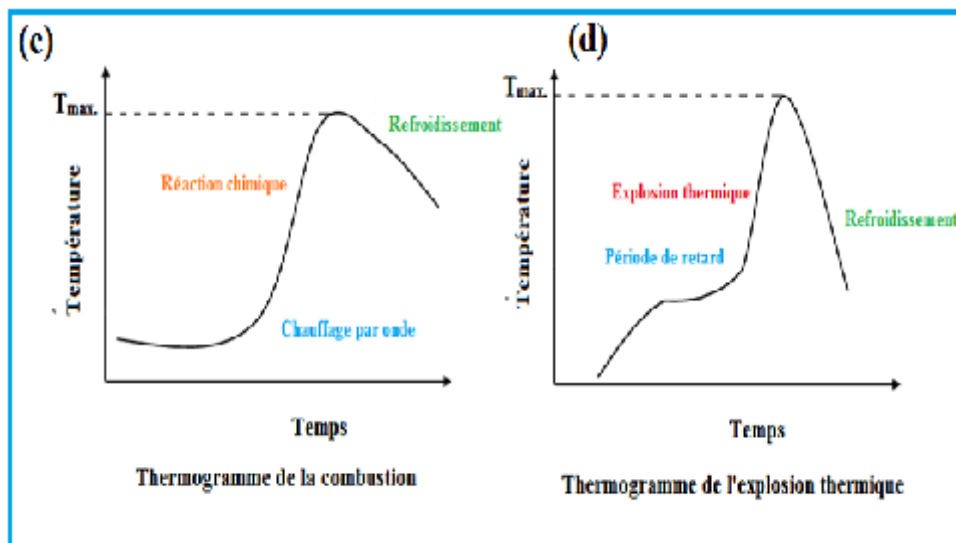 (c)
Tmax.
Refroidissement
Réaction chimique
Température
Chauffage par onde
Temps
Thermogramme de la combustion
(d)
Tmax.
Explosion thermique
Refroidissement
Période de retard
Température
Temps
Thermogramme de l'explosion thermique